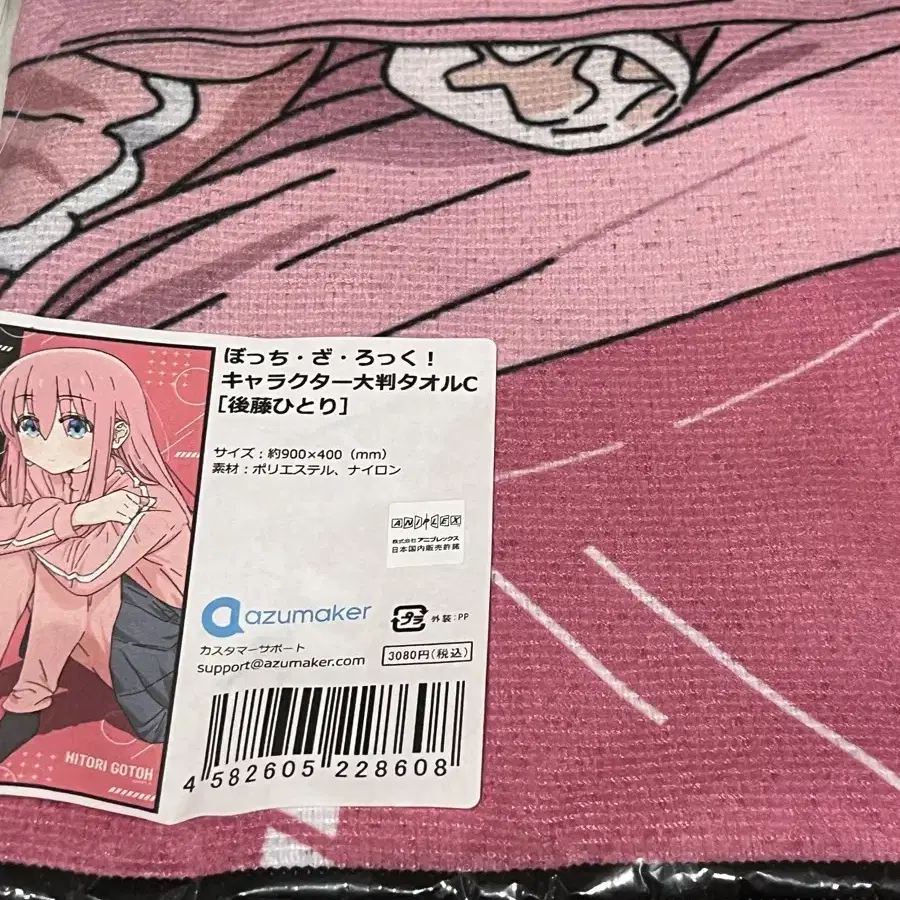 ぼっち・ざ・ろっく！
キャラクター大判タオルC
［後藤ひとり］
サイズ：約900×400（mm）
素材：ポリエステル、ナイロン
ANIPLEX
株式会社アニプレックス
日本国内販売許諾
azumaker
プラ 外装：PP
カスタマーサポート
support@azumaker.com
3080円(税込)
4 582605 228608
HITORI GOTOH